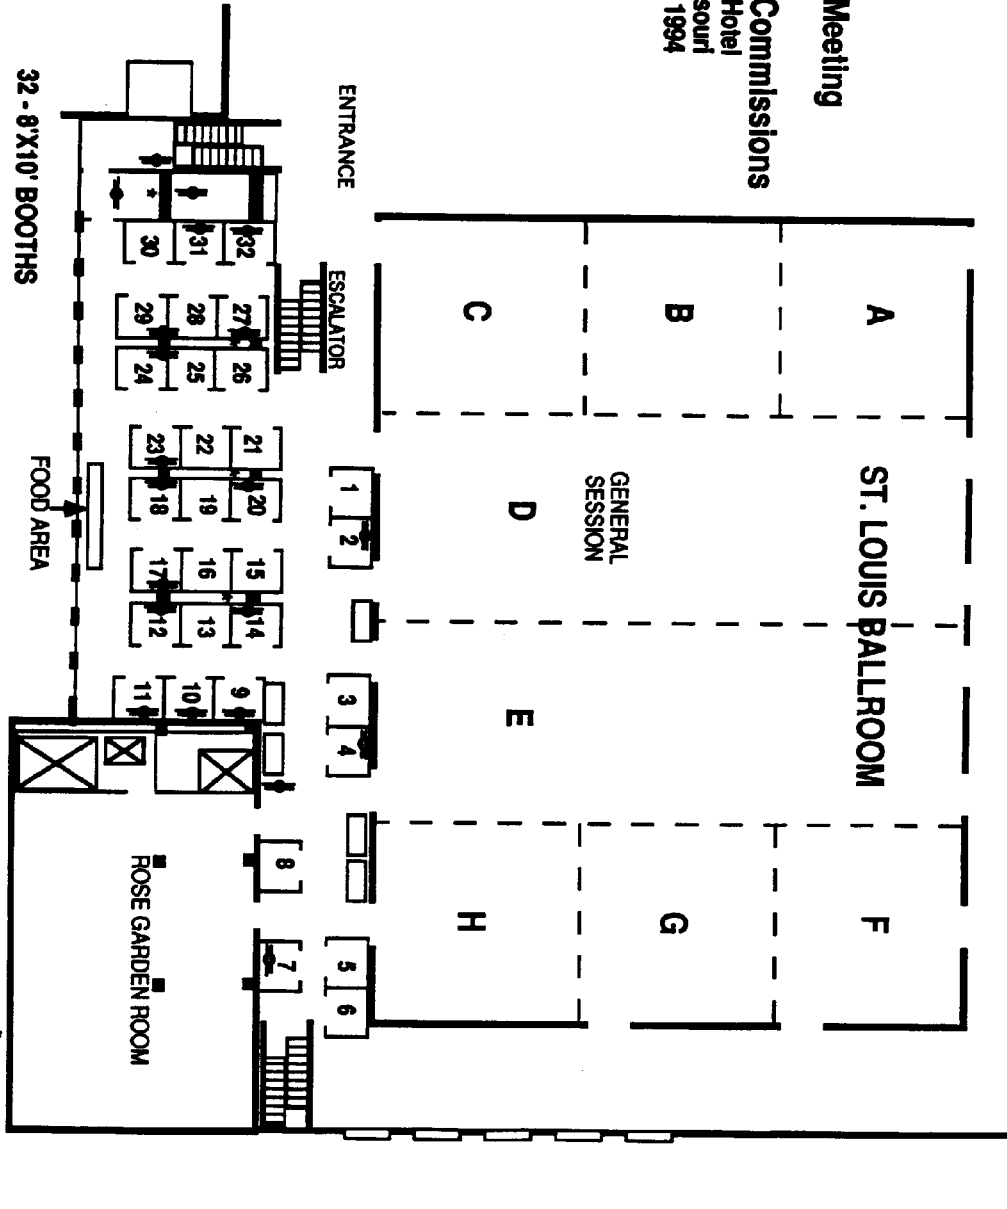 Meeting
Commissions
Hotel
souri
1994
ST. LOUIS BALLROOM
A
B
C
GENERAL
SESSION
D
E
F
G
H
ENTRANCE
ESCALATOR
1
2
3
4
5
6
7
8
32
31
30
27
28
29
26
25
24
21
22
23
20
19
18
15
16
17
14
13
12
9
10
11
FOOD AREA
ROSE GARDEN ROOM
32 - 8'X10' BOOTHS